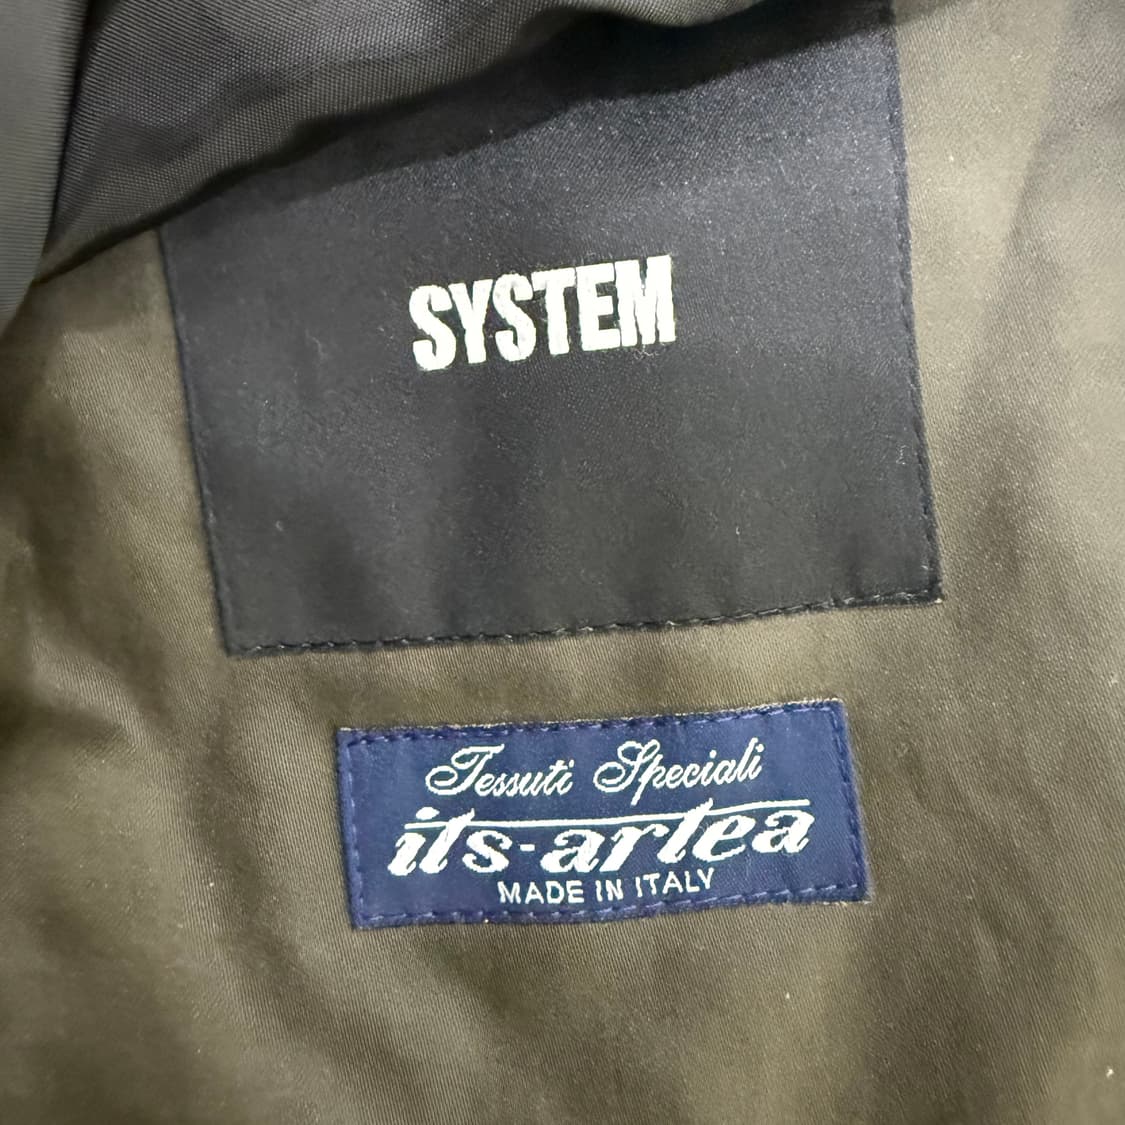 SYSTEM
Tessuti Speciali
its-artea
MADE IN ITALY